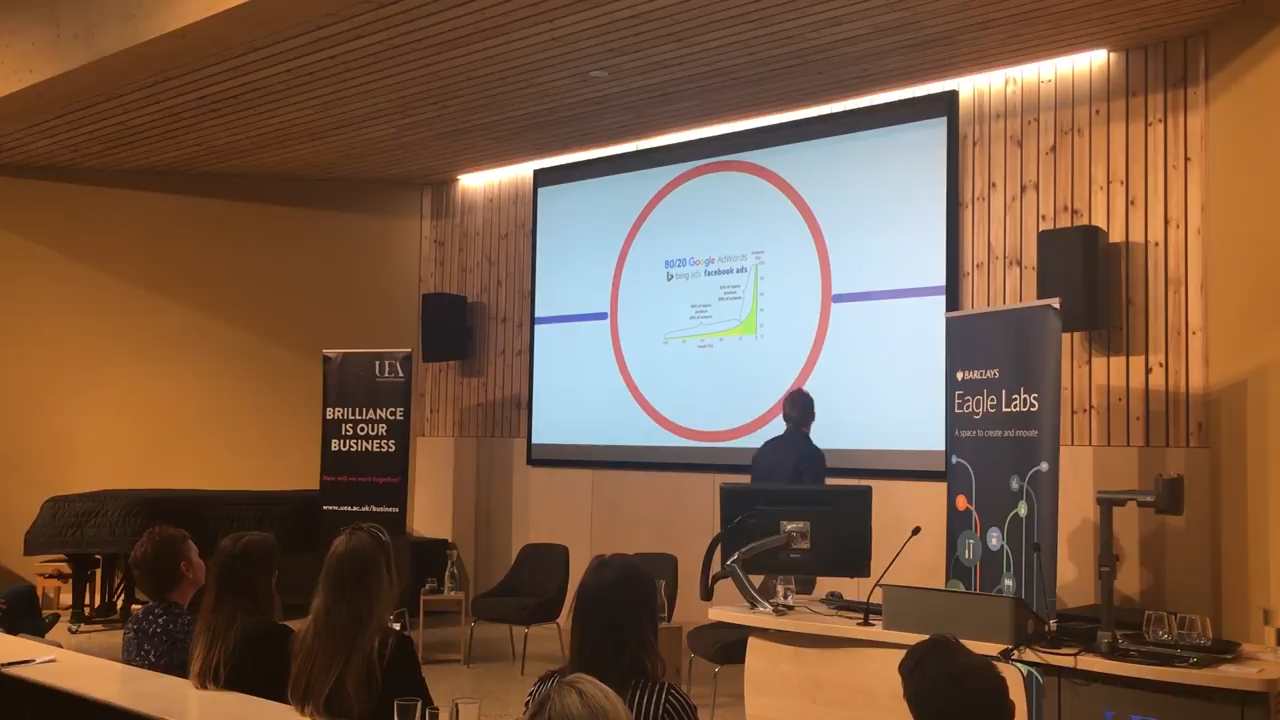 80/20 Google AdWords
bing ads facebook ads
UEA
BRILLIANCE
IS OUR
BUSINESS
How will we work together?
www.uea.ac.uk/business
BARCLAYS
Eagle Labs
A space to create and innovate
IT